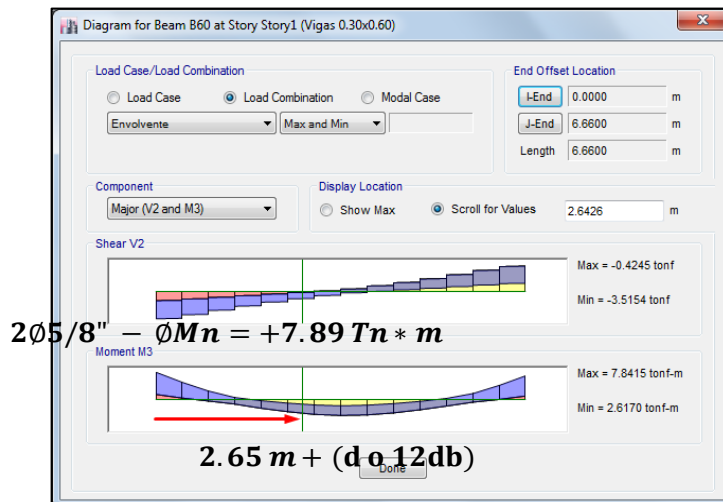 Diagram for Beam B60 at Story Story1 (Vigas 0.30x0.60)
Load Case/Load Combination
Load Case Load Combination Modal Case
Envolvente Max and Min
End Offset Location
I-End 0.0000 m
J-End 6.6600 m
Length 6.6600 m
Component
Major (V2 and M3)
Display Location
Show Max Scroll for Values 2.6426 m
Shear V2
Max = -0.4245 tonf
Min = -3.5154 tonf
2∅5/8" − ∅Mn = +7.89 Tn * m
Moment M3
Max = 7.8415 tonf-m
Min = 2.6170 tonf-m
2.65 m + (d o 12db)
Done